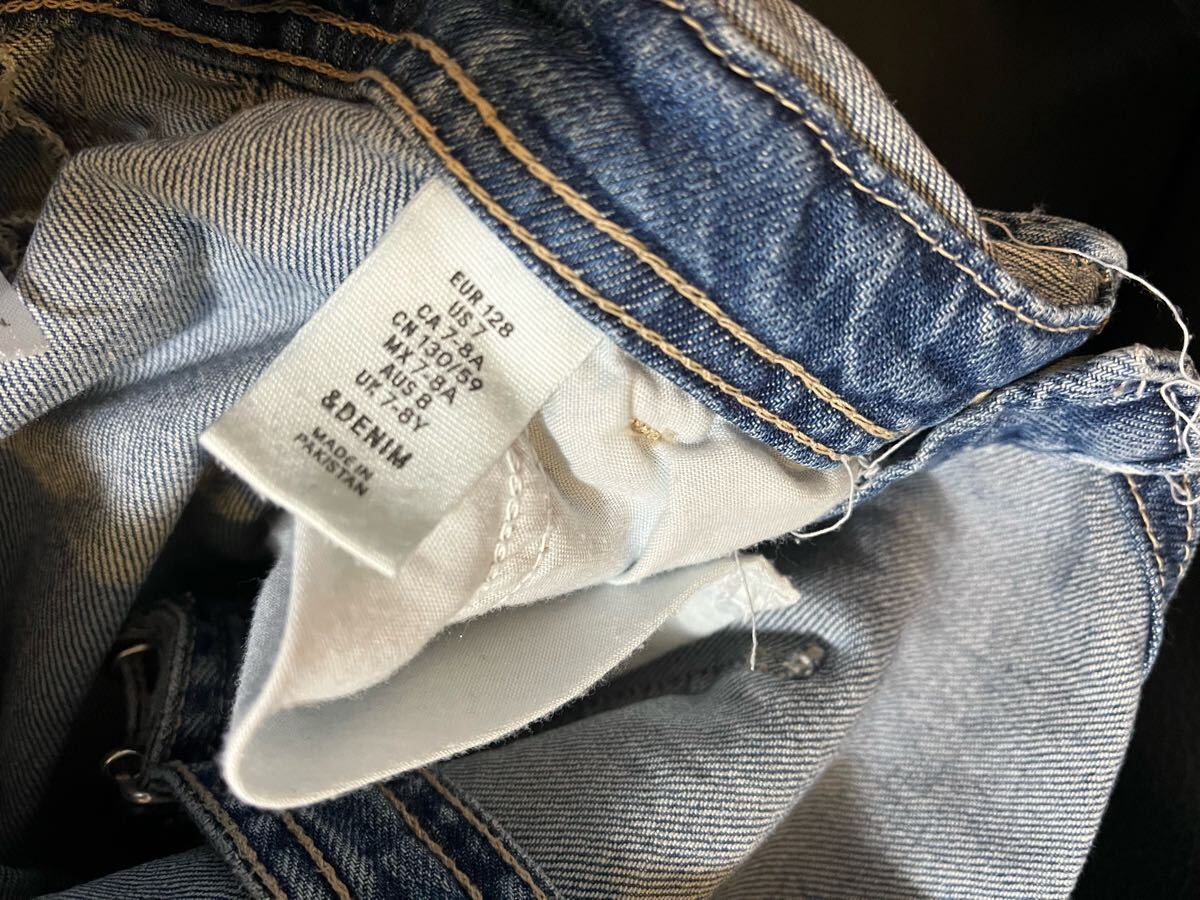 EUR 128
US 7
CA 7-8A
CN 130/59
MX 7-8A
AUS 8
UK 7-8Y
&DENIM
MADE IN
PAKISTAN